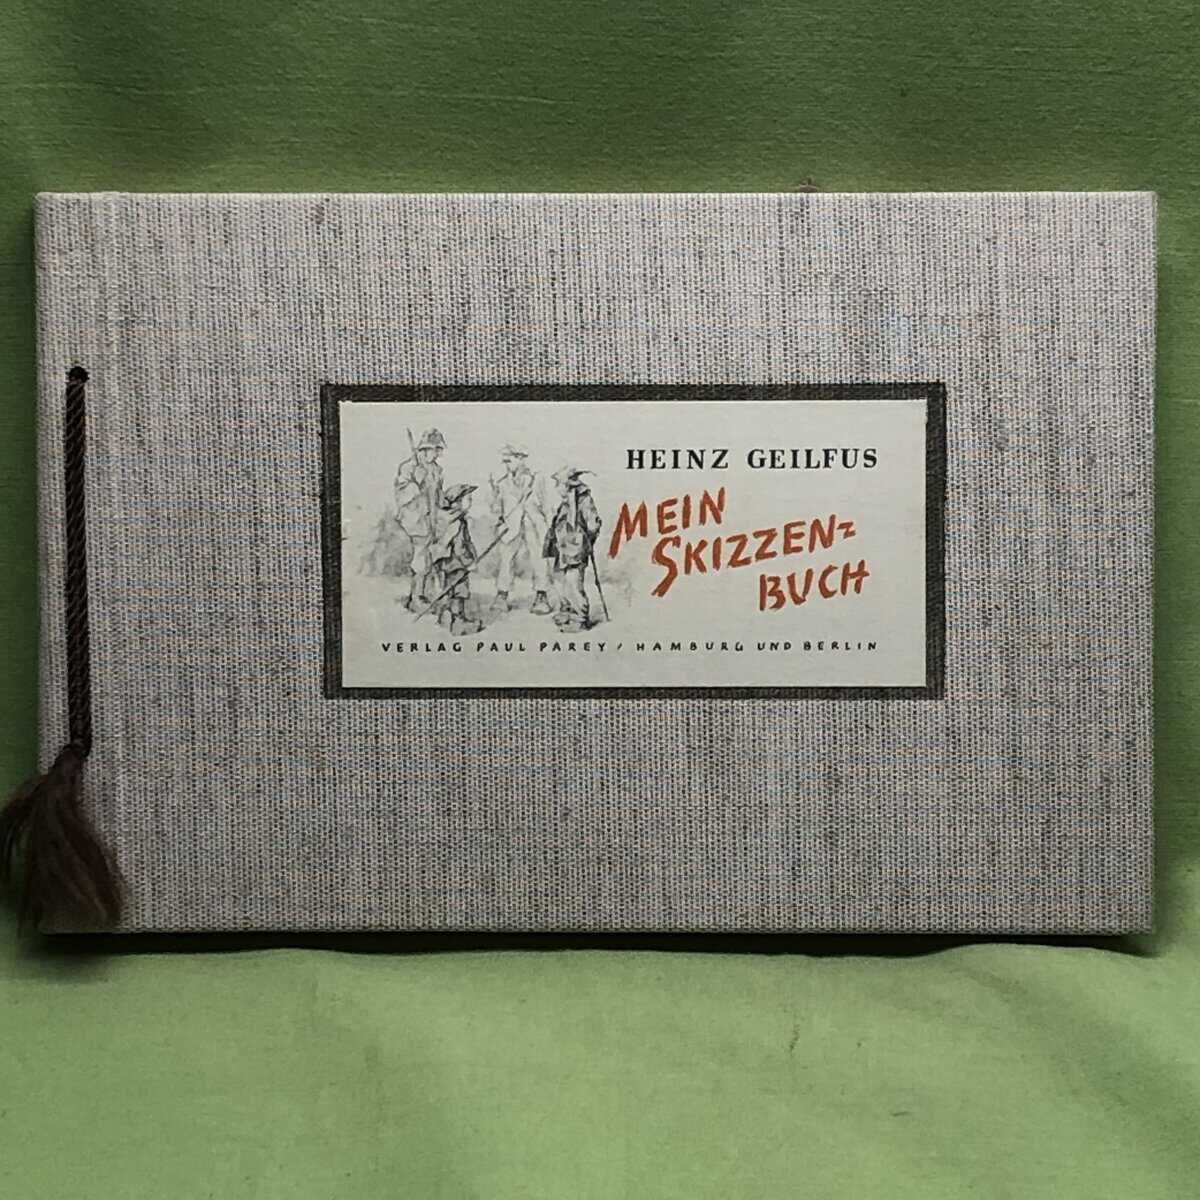 HEINZ GEILFUS
MEIN
SKIZZEN=
BUCH
VERLAG PAUL PAREY / HAMBURG UND BERLIN